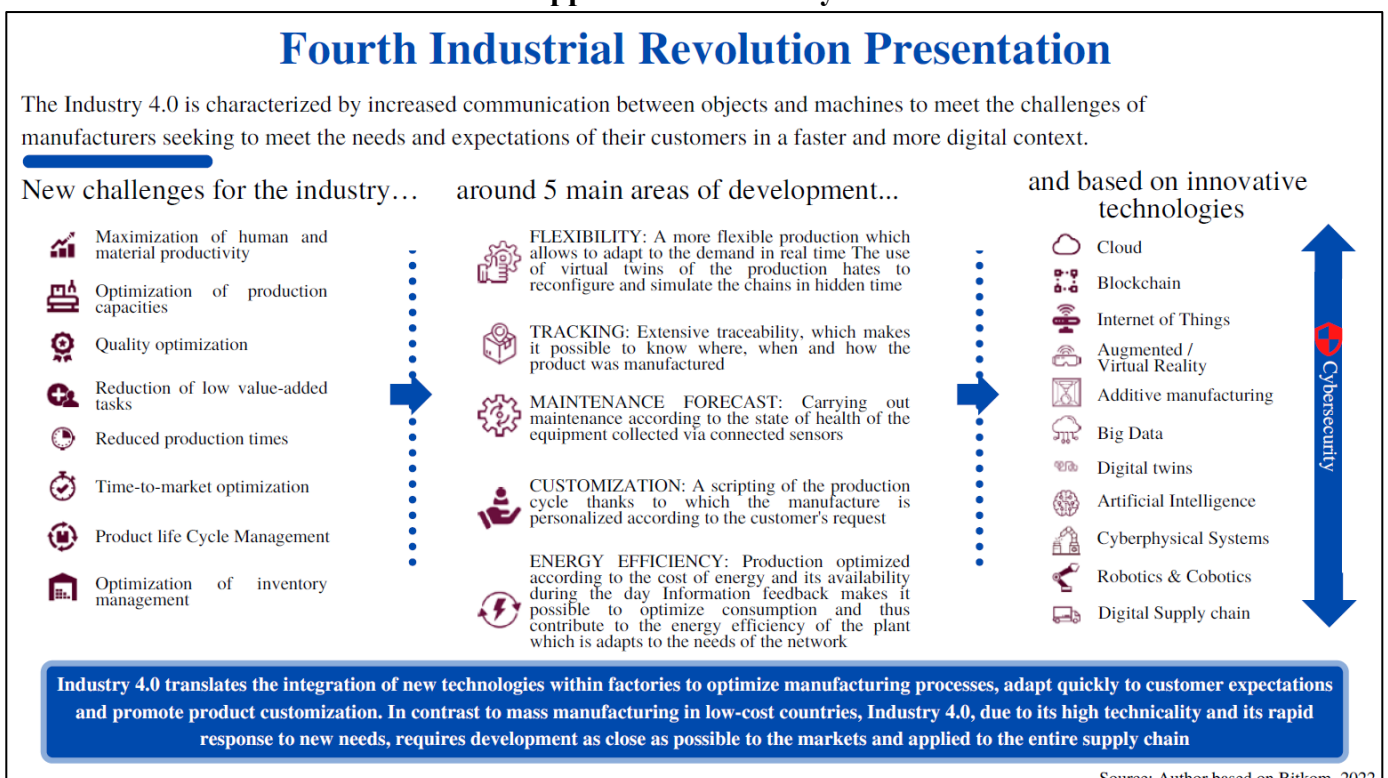 Fourth Industrial Revolution Presentation
The Industry 4.0 is characterized by increased communication between objects and machines to meet the challenges of
manufacturers seeking to meet the needs and expectations of their customers in a faster and more digital context.
New challenges for the industry…
Maximization of human and
material productivity
Optimization of production
capacities
Quality optimization
Reduction of low value-added
tasks
Reduced production times
Time-to-market optimization
Product life Cycle Management
Optimization of inventory
management
around 5 main areas of development...
FLEXIBILITY: A more flexible production which
allows to adapt to the demand in real time The use
of virtual twins of the production hates to
reconfigure and simulate the chains in hidden time
TRACKING: Extensive traceability, which makes
it possible to know where, when and how the
product was manufactured
MAINTENANCE FORECAST: Carrying out
maintenance according to the state of health of the
equipment collected via connected sensors
CUSTOMIZATION: A scripting of the production
cycle thanks to which the manufacture is
personalized according to the customer's request
ENERGY EFFICIENCY: Production optimized
according to the cost of energy and its availability
during the day Information feedback makes it
possible to optimize consumption and thus
contribute to the energy efficiency of the plant
which is adapts to the needs of the network
and based on innovative
technologies
Cloud
Blockchain
Internet of Things
Augmented /
Virtual Reality
Additive manufacturing
Big Data
Digital twins
Artificial Intelligence
Cyberphysical Systems
Robotics & Cobotics
Digital Supply chain
Cybersecurity
Industry 4.0 translates the integration of new technologies within factories to optimize manufacturing processes, adapt quickly to customer expectations
and promote product customization. In contrast to mass manufacturing in low-cost countries, Industry 4.0, due to its high technicality and its rapid
response to new needs, requires development as close as possible to the markets and applied to the entire supply chain
Source: Author based on Bitkom, 2022